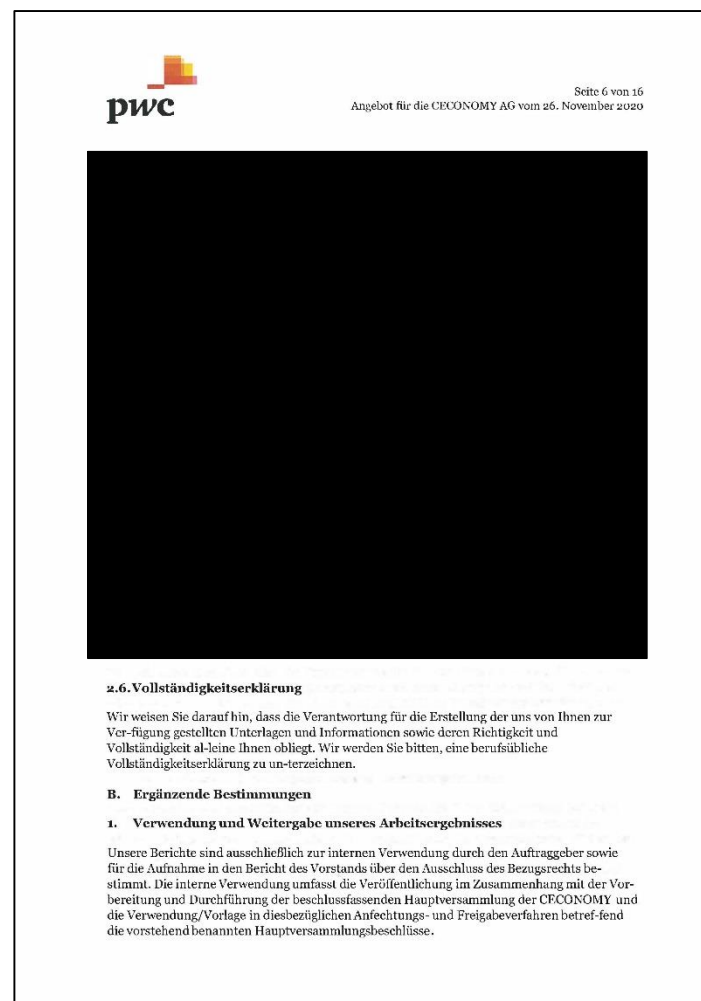 pwc
Seite 6 von 16
Angebot für die CECONOMY AG vom 26. November 2020
2.6. Vollständigkeitserklärung
Wir weisen Sie darauf hin, dass die Verantwortung für die Erstellung der uns von Ihnen zur
Ver-fügung gestellten Unterlagen und Informationen sowie deren Richtigkeit und
Vollständigkeit al-leine Ihnen obliegt. Wir werden Sie bitten, eine berufsübliche
Vollständigkeitserklärung zu un-terzeichnen.
B. Ergänzende Bestimmungen
1. Verwendung und Weitergabe unseres Arbeitsergebnisses
Unsere Berichte sind ausschließlich zur internen Verwendung durch den Auftraggeber sowie
für die Aufnahme in den Bericht des Vorstands über den Ausschluss des Bezugsrechts be-
stimmt. Die interne Verwendung umfasst die Veröffentlichung im Zusammenhang mit der Vor-
bereitung und Durchführung der beschlussfassenden Hauptversammlung der CECONOMY und
die Verwendung/Vorlage in diesbezüglichen Anfechtungs- und Freigabeverfahren betref-fend
die vorstehend benannten Hauptversammlungsbeschlüsse.